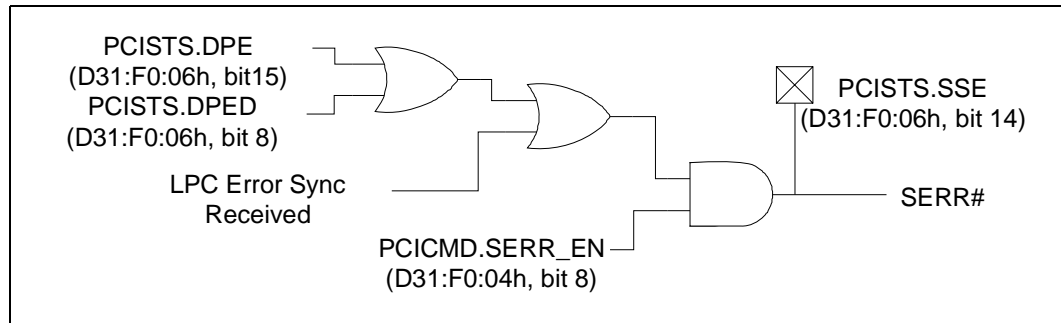 PCISTS.DPE
(D31:F0:06h, bit15)
PCISTS.DPED
(D31:F0:06h, bit 8)
LPC Error Sync
Received
PCICMD.SERR_EN
(D31:F0:04h, bit 8)
PCISTS.SSE
(D31:F0:06h, bit 14)
SERR#